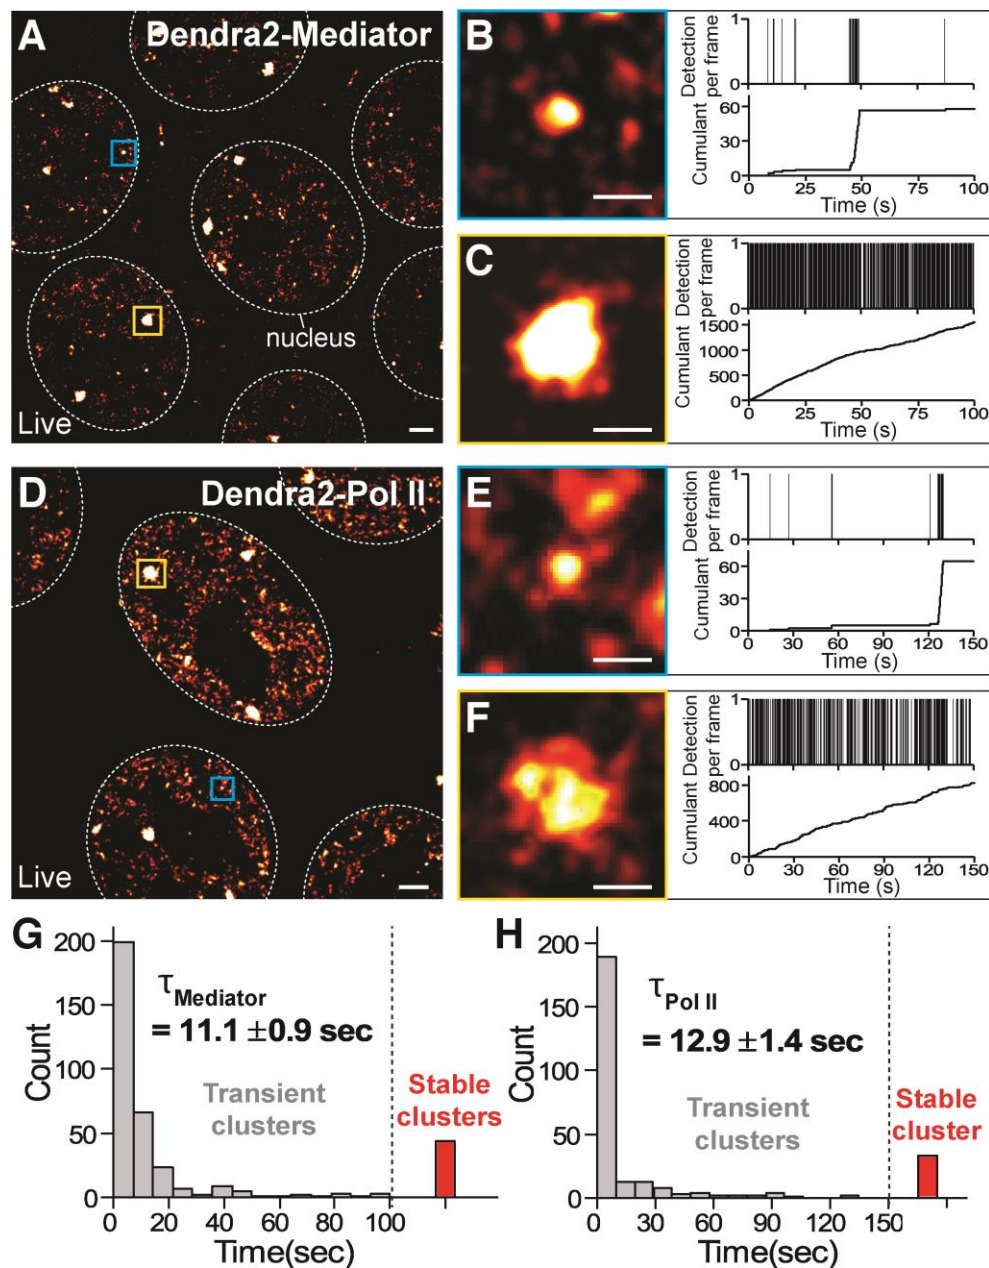 A
Dendra2-Mediator
nucleus
Live
B
Detection
per frame
1
0
Cumulant
60
30
0
0 25 50 75 100
Time (s)
C
Detection
per frame
1
0
Cumulant
1500
1000
500
0
0 25 50 75 100
Time (s)
D
Dendra2-Pol II
Live
E
Detection
per frame
1
0
Cumulant
60
30
0
0 30 60 90 120 150
Time (s)
F
Detection
per frame
1
0
Cumulant
800
400
0
0 30 60 90 120 150
Time (s)
G
Count
200
150
100
50
0
τMediator
= 11.1 ±0.9 sec
Transient
clusters
Stable
clusters
0 20 40 60 80 100
Time(sec)
H
Count
200
150
100
50
0
τPol II
= 12.9 ±1.4 sec
Transient
clusters
Stable
cluster
0 30 60 90 120 150
Time(sec)